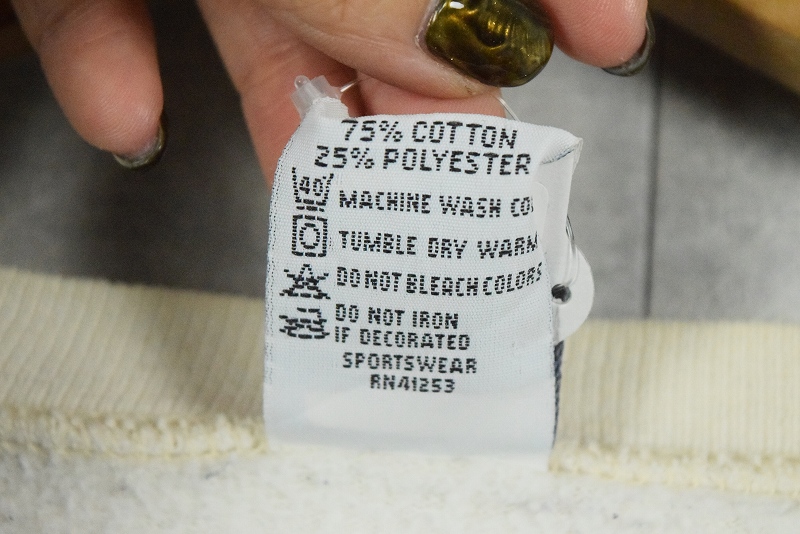 75% COTTON
25% POLYESTER
40 MACHINE WASH
TUMBLE DRY WARM
DO NOT BLEACH COLORS
DO NOT IRON
IF DECORATED
SPORTSWEAR
RN41253